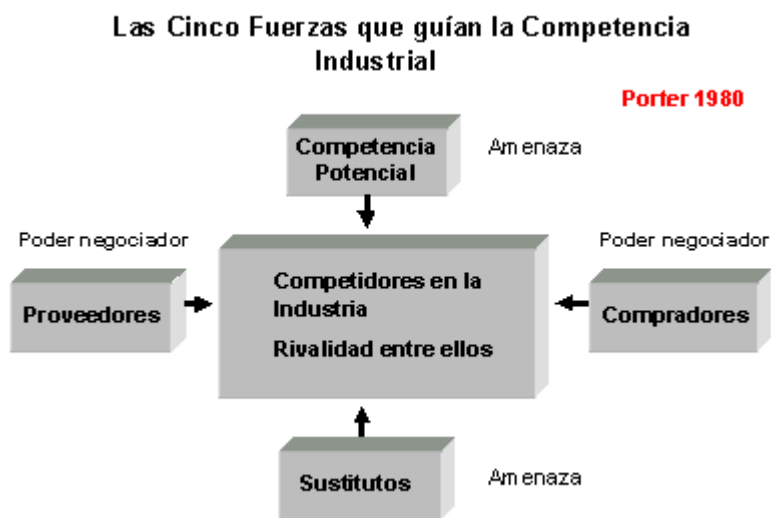 Las Cinco Fuerzas que guían la Competencia
Industrial
Porter 1980
Competencia
Potencial
Amenaza
Poder negociador
Poder negociador
Proveedores
Competidores en la
Industria
Rivalidad entre ellos
Compradores
Sustitutos
Amenaza